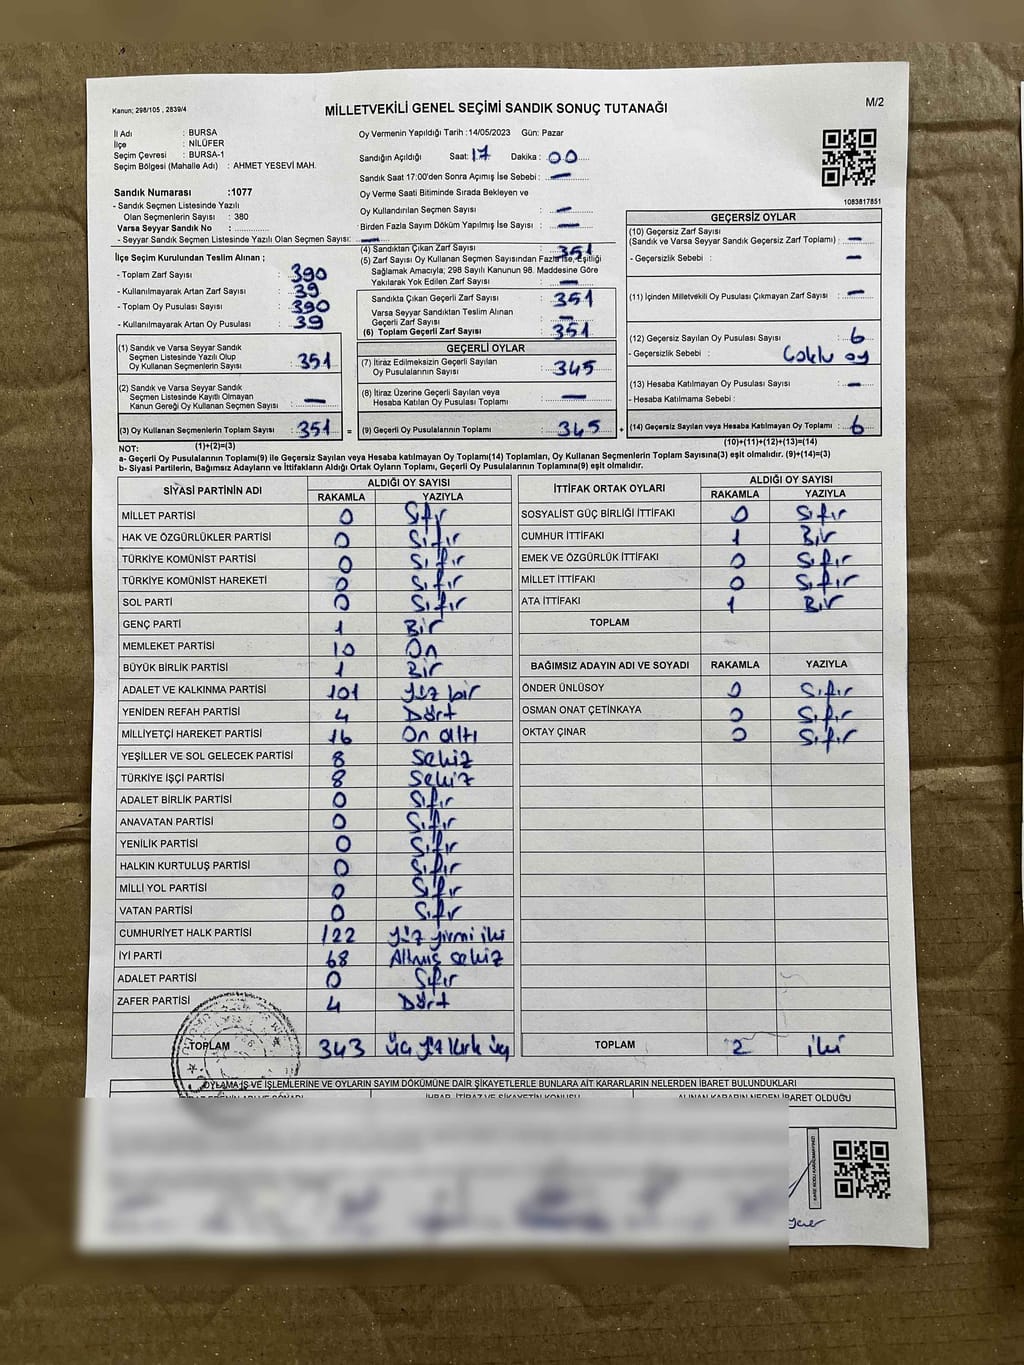 Kanun; 298/105 , 2839/4
MİLLETVEKİLİ GENEL SEÇİMİ SANDIK SONUÇ TUTANAĞI
M/2
İl Adı : BURSA
İlçe : NİLÜFER
Seçim Çevresi : BURSA-1
Seçim Bölgesi (Mahalle Adı) : AHMET YESEVİ MAH.
Sandık Numarası :1077
- Sandık Seçmen Listesinde Yazılı
Olan Seçmenlerin Sayısı : 380
Varsa Seyyar Sandık No :
- Seyyar Sandık Seçmen Listesinde Yazılı Olan Seçmen Sayısı: —
Oy Vermenin Yapıldığı Tarih :14/05/2023 Gün: Pazar
Sandığın Açıldığı Saat: 17 Dakika : 00
Sandık Saat 17:00'den Sonra Açımış İse Sebebi : —
Oy Verme Saati Bitiminde Sırada Bekleyen ve
Oy Kullandırılan Seçmen Sayısı : —
Birden Fazla Sayım Döküm Yapılmış İse Sayısı : —
1083817851
İlçe Seçim Kurulundan Teslim Alınan ;
- Toplam Zarf Sayısı : 390
- Kullanılmayarak Artan Zarf Sayısı : 39
- Toplam Oy Pusulası Sayısı : 390
- Kullanılmayarak Artan Oy Pusulası : 39
(4) Sandıktan Çıkan Zarf Sayısı : 351
(5) Zarf Sayısı Oy Kullanan Seçmen Sayısından Fazla İse, Eşitliği
Sağlamak Amacıyla; 298 Sayılı Kanunun 98. Maddesine Göre
Yakılarak Yok Edilen Zarf Sayısı : —
Sandıkta Çıkan Geçerli Zarf Sayısı : 351
Varsa Seyyar Sandıktan Teslim Alınan
Geçerli Zarf Sayısı : —
(6) Toplam Geçerli Zarf Sayısı : 351
GEÇERSİZ OYLAR
(10) Geçersiz Zarf Sayısı
(Sandık ve Varsa Seyyar Sandık Geçersiz Zarf Toplamı) : —
- Geçersizlik Sebebi : —
(11) İçinden Milletvekili Oy Pusulası Çıkmayan Zarf Sayısı : —
(12) Geçersiz Sayılan Oy Pusulası Sayısı : 6
- Geçersizlik Sebebi : Çoklu oy
(13) Hesaba Katılmayan Oy Pusulası Sayısı : —
- Hesaba Katılmama Sebebi :
(14) Geçersiz Sayılan veya Hesaba Katılmayan Oy Toplamı : 6
(10)+(11)+(12)+(13)=(14)
(1) Sandık ve Varsa Seyyar Sandık
Seçmen Listesinde Yazılı Olup
Oy Kullanan Seçmenlerin Sayısı : 351
(2) Sandık ve Varsa Seyyar Sandık
Seçmen Listesinde Kayıtlı Olmayan
Kanun Gereği Oy Kullanan Seçmen Sayısı : —
(3) Oy Kullanan Seçmenlerin Toplam Sayısı : 351 =
(1)+(2)=(3)
GEÇERLİ OYLAR
(7) İtiraz Edilmeksizin Geçerli Sayılan
Oy Pusulalarının Sayısı : 345
(8) İtiraz Üzerine Geçerli Sayılan veya
Hesaba Katılan Oy Pusulası Toplamı : —
(9) Geçerli Oy Pusulalarının Toplamı : 345 +
NOT:
a- Geçerli Oy Pusulalarının Toplamı(9) ile Geçersiz Sayılan veya Hesaba katılmayan Oy Toplamı(14) Toplamları, Oy Kullanan Seçmenlerin Toplam Sayısına(3) eşit olmalıdır. (9)+(14)=(3)
b- Siyasi Partilerin, Bağımsız Adayların ve İttifakların Aldığı Ortak Oyların Toplamı, Geçerli Oy Pusulalarının Toplamına(9) eşit olmalıdır.
SİYASİ PARTİNİN ADI ALDIĞI OY SAYISI
RAKAMLA YAZIYLA
MİLLET PARTİSİ 0 Sıfır
HAK VE ÖZGÜRLÜKLER PARTİSİ 0 Sıfır
TÜRKİYE KOMÜNİST PARTİSİ 0 Sıfır
TÜRKİYE KOMÜNİST HAREKETİ 0 Sıfır
SOL PARTİ 0 Sıfır
GENÇ PARTİ 1 Bir
MEMLEKET PARTİSİ 10 On
BÜYÜK BİRLİK PARTİSİ 1 Bir
ADALET VE KALKINMA PARTİSİ 101 Yüz bir
YENİDEN REFAH PARTİSİ 4 Dört
MİLLİYETÇİ HAREKET PARTİSİ 16 On altı
YEŞİLLER VE SOL GELECEK PARTİSİ 8 Sekiz
TÜRKİYE İŞÇİ PARTİSİ 8 Sekiz
ADALET BİRLİK PARTİSİ 0 Sıfır
ANAVATAN PARTİSİ 0 Sıfır
YENİLİK PARTİSİ 0 Sıfır
HALKIN KURTULUŞ PARTİSİ 0 Sıfır
MİLLİ YOL PARTİSİ 0 Sıfır
VATAN PARTİSİ 0 Sıfır
CUMHURİYET HALK PARTİSİ 122 Yüz yirmi iki
İYİ PARTİ 68 Altmış sekiz
ADALET PARTİSİ 0 Sıfır
ZAFER PARTİSİ 4 Dört
TOPLAM 343 Üç yüz kırk üç
İTTİFAK ORTAK OYLARI ALDIĞI OY SAYISI
RAKAMLA YAZIYLA
SOSYALİST GÜÇ BİRLİĞİ İTTİFAKI 0 Sıfır
CUMHUR İTTİFAKI 1 Bir
EMEK VE ÖZGÜRLÜK İTTİFAKI 0 Sıfır
MİLLET İTTİFAKI 0 Sıfır
ATA İTTİFAKI 1 Bir
TOPLAM
BAĞIMSIZ ADAYIN ADI VE SOYADI RAKAMLA YAZIYLA
ÖNDER ÜNLÜSOY 0 Sıfır
OSMAN ONAT ÇETİNKAYA 0 Sıfır
OKTAY ÇINAR 0 Sıfır
TOPLAM 2 iki
OYLAMA İŞ VE İŞLEMLERİNE VE OYLARIN SAYIM DÖKÜMÜNE DAİR ŞİKAYETLERLE BUNLARA AİT KARARLARIN NELERDEN İBARET BULUNDUKLARI
İHBAR, İTİRAZ VE ŞİKAYETİN KONUSU ALINAN KARARIN NEDEN İBARET OLDUĞU